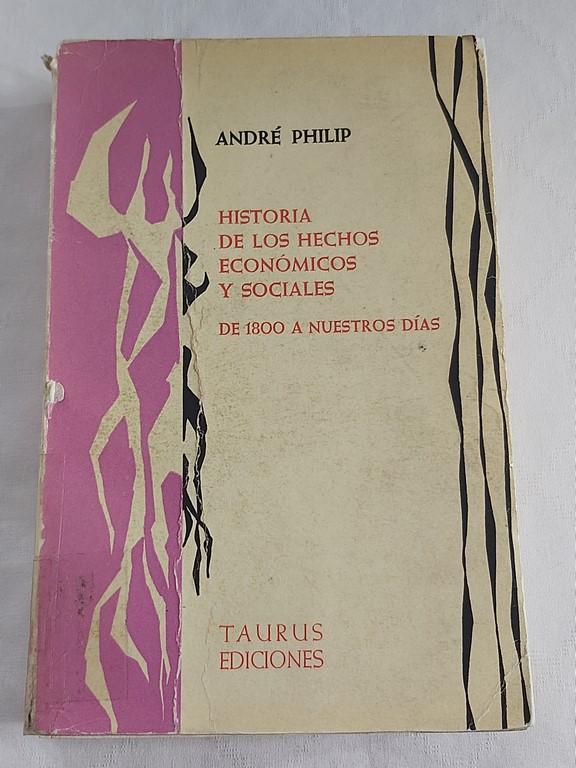 ANDRÉ PHILIP
HISTORIA
DE LOS HECHOS
ECONÓMICOS
Y SOCIALES
DE 1800 A NUESTROS DÍAS
TAURUS
EDICIONES